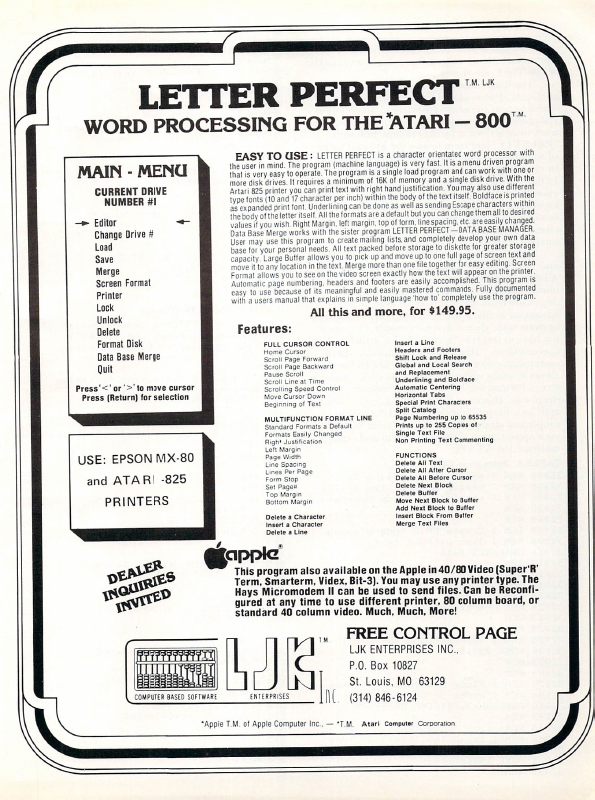 LETTER PERFECT T.M. LJK
WORD PROCESSING FOR THE *ATARI — 800 T.M.
MAIN - MENU
CURRENT DRIVE
NUMBER #1
Editor
Change Drive #
Load
Save
Merge
Screen Format
Printer
Lock
Unlock
Delete
Format Disk
Data Base Merge
Quit
Press '<' or '>' to move cursor
Press (Return) for selection
USE: EPSON MX-80
and ATARI -825
PRINTERS
EASY TO USE : LETTER PERFECT is a character orientated word processor with
the user in mind. The program (machine language) is very fast. It is a menu driven program
that is very easy to operate. The program is a single load program and can work with one or
more disk drives. It requires a minimum of 16K of memory and a single disk drive. With the
Artari 825 printer you can print text with right hand justification. You may also use different
type fonts (10 and 17 character per inch) within the body of the text itself. Boldface is printed
as expanded print font. Underlining can be done as well as sending Escape characters within
the body of the letter itself. All the formats are a default but you can change them all to desired
values if you wish. Right Margin, left margin, top of form, line spacing, etc. are easily changed.
Data Base Merge works with the sister program LETTER PERFECT — DATA BASE MANAGER.
User may use this program to create mailing lists, and completely develop your own data
base for your personal needs. All text packed before storage to diskette for greater storage
capacity. Large Buffer allows you to pick up and move up to one full page of screen text and
move it to any location in the text. Merge more than one file together for easy editing. Screen
Format allows you to see on the video screen exactly how the text will appear on the printer.
Automatic page numbering, headers and footers are easily accomplished. This program is
easy to use because of its meaningful and easily mastered commands. Fully documented
with a users manual that explains in simple language 'how to' completely use the program.
All this and more, for $149.95.
Features:
FULL CURSOR CONTROL
Home Cursor
Scroll Page Forward
Scroll Page Backward
Pause Scroll
Scroll Line at Time
Scrolling Speed Control
Move Cursor Down
Beginning of Text
MULTIFUNCTION FORMAT LINE
Standard Formats a Default
Formats Easily Changed
Right Justification
Left Margin
Page Width
Line Spacing
Lines Per Page
Form Stop
Set Page#
Top Margin
Bottom Margin
Delete a Character
Insert a Character
Delete a Line
Insert a Line
Headers and Footers
Shift Lock and Release
Global and Local Search
and Replacement
Underlining and Boldface
Automatic Centering
Horizontal Tabs
Special Print Characters
Split Catalog
Page Numbering up to 65535
Prints up to 255 Copies of
Single Text File
Non Printing Text Commenting
FUNCTIONS
Delete All Text
Delete All After Cursor
Delete All Before Cursor
Delete Next Block
Delete Buffer
Move Next Block to Buffer
Add Next Block to Buffer
Insert Block From Buffer
Merge Text Files
DEALER
INQUIRIES
INVITED
apple
This program also available on the Apple in 40/80 Video (Super 'R'
Term, Smarterm, Videx, Bit-3). You may use any printer type. The
Hays Micromodem II can be used to send files. Can be Reconfi-
gured at any time to use different printer, 80 column board, or
standard 40 column video. Much, Much, More!
COMPUTER BASED SOFTWARE
LJK T.M.
ENTERPRISES Inc.
FREE CONTROL PAGE
LJK ENTERPRISES INC.,
P.O. Box 10827
St. Louis, MO 63129
(314) 846-6124
*Apple T.M. of Apple Computer Inc., — *T.M. Atari Computer Corporation.